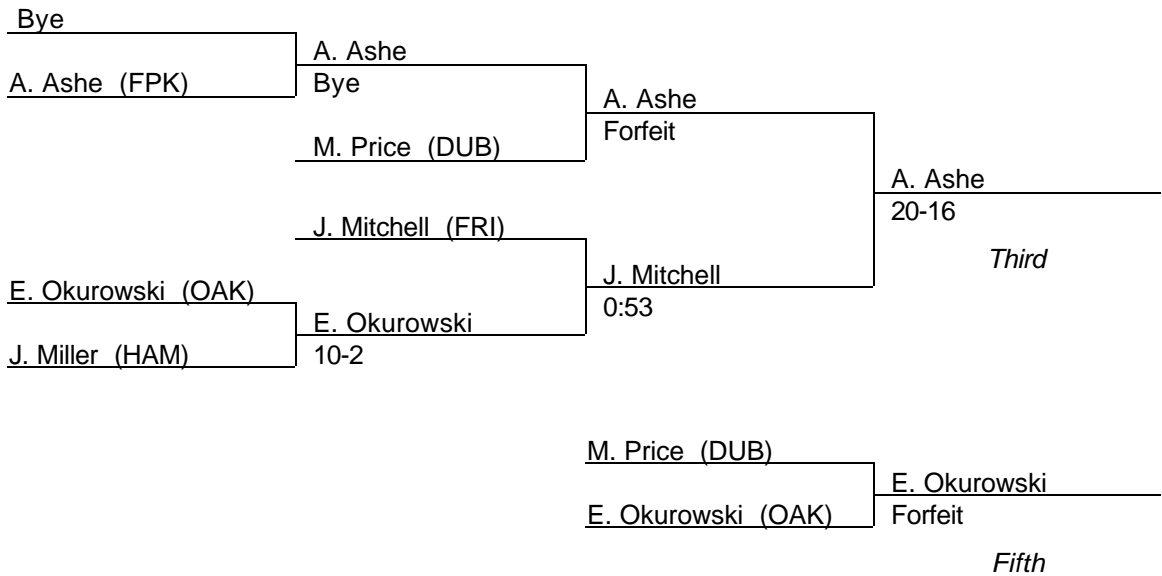 Bye
A. Ashe (FPK)
A. Ashe
Bye
M. Price (DUB)
A. Ashe
Forfeit
J. Mitchell (FRI)
E. Okurowski (OAK)
J. Miller (HAM)
E. Okurowski
10-2
J. Mitchell
0:53
A. Ashe
20-16
Third
M. Price (DUB)
E. Okurowski (OAK)
E. Okurowski
Forfeit
Fifth